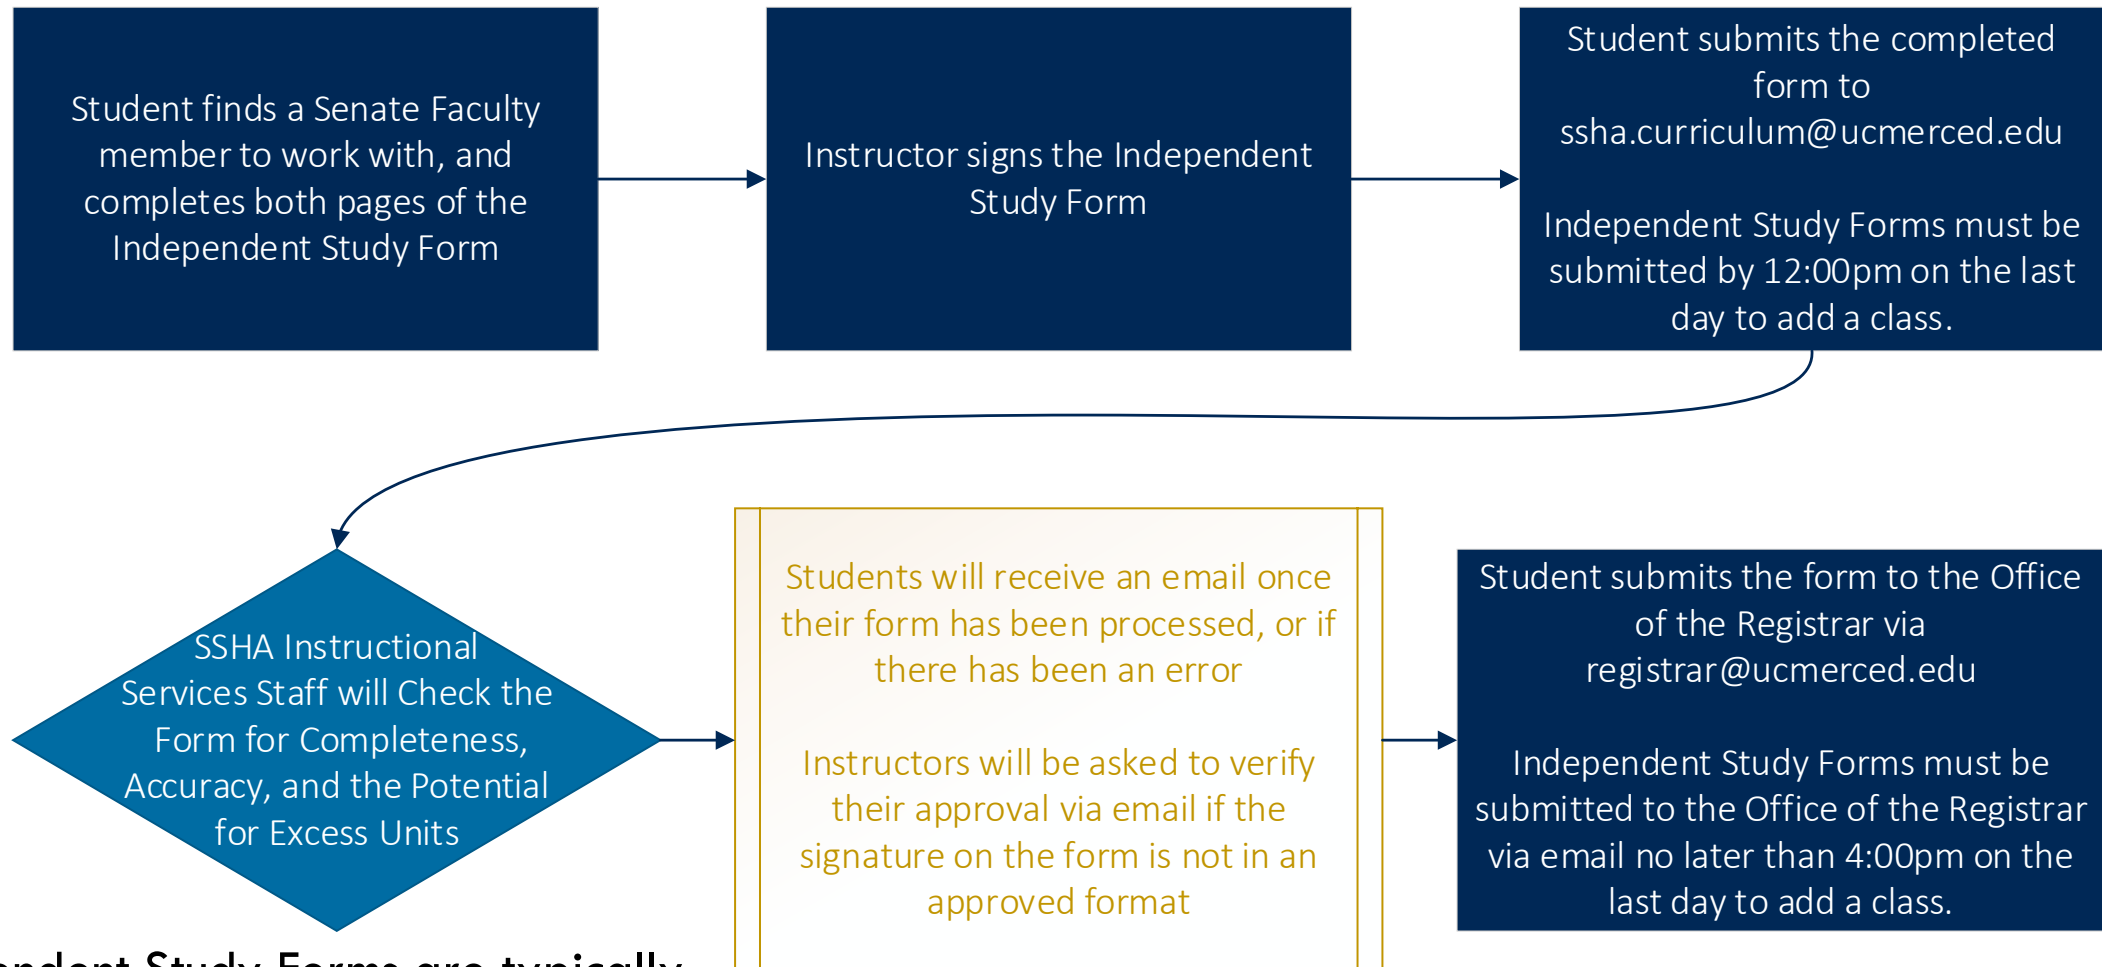 Student finds a Senate Faculty
member to work with, and
completes both pages of the
Independent Study Form
Instructor signs the Independent
Study Form
Student submits the completed
form to
ssha.curriculum@ucmerced.edu
Independent Study Forms must be
submitted by 12:00pm on the last
day to add a class.
SSHA Instructional
Services Staff will Check the
Form for Completeness,
Accuracy, and the Potential
for Excess Units
Students will receive an email once
their form has been processed, or if
there has been an error
Instructors will be asked to verify
their approval via email if the
signature on the form is not in an
approved format
Student submits the form to the Office
of the Registrar via
registrar@ucmerced.edu
Independent Study Forms must be
submitted to the Office of the Registrar
via email no later than 4:00pm on the
last day to add a class.
Study Forms are typically